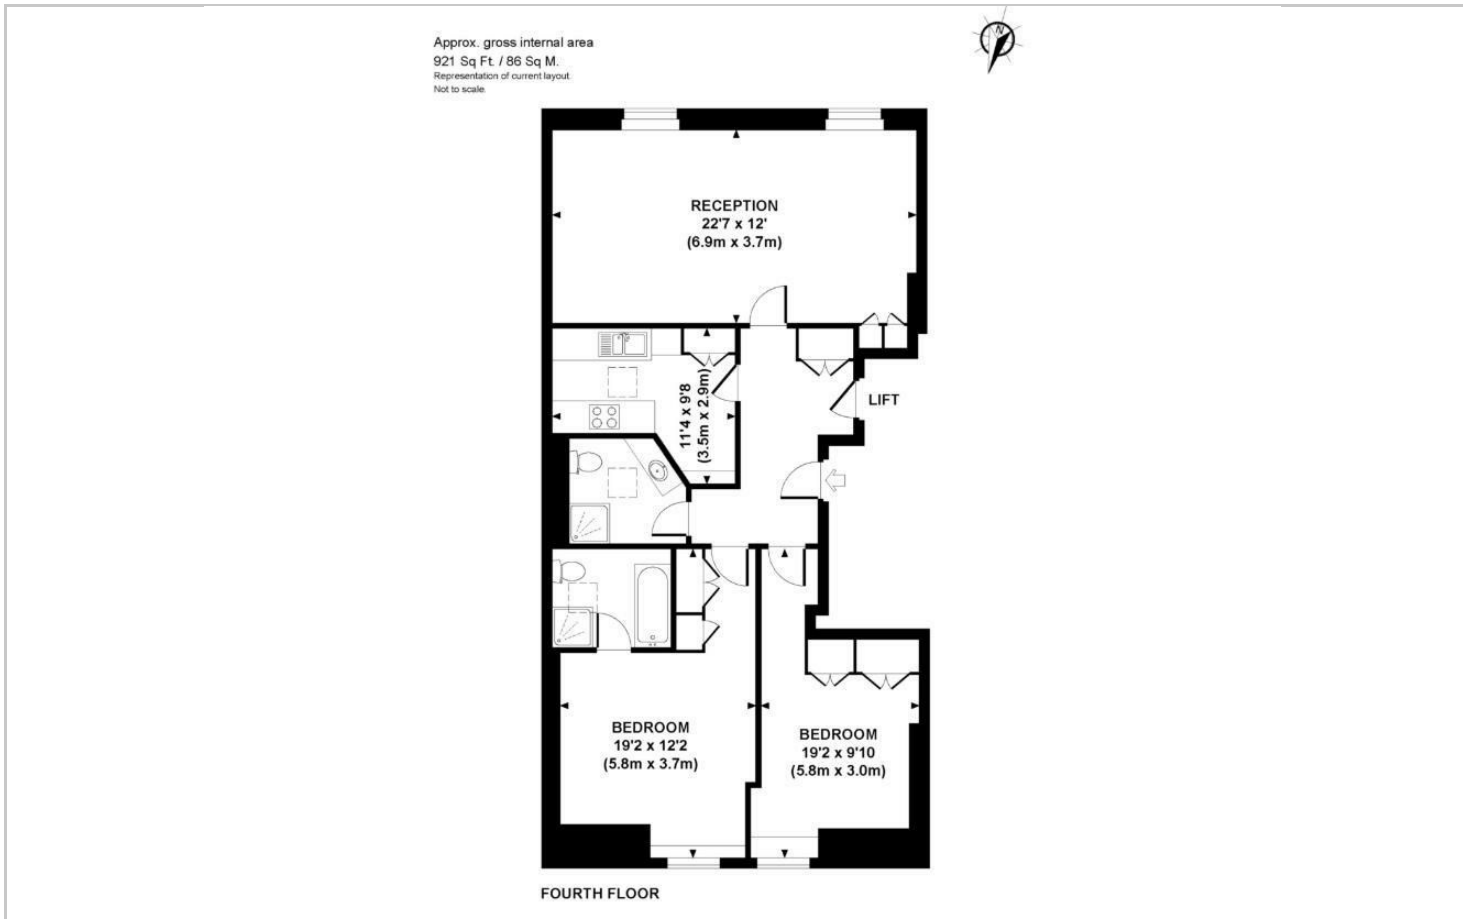 Approx. gross internal area
921 Sq Ft. / 86 Sq M.
Representation of current layout.
Not to scale.
N
RECEPTION
22'7 x 12'
(6.9m x 3.7m)
11'4 x 9'8
(3.5m x 2.9m)
LIFT
BEDROOM
19'2 x 12'2
(5.8m x 3.7m)
BEDROOM
19'2 x 9'10
(5.8m x 3.0m)
FOURTH FLOOR